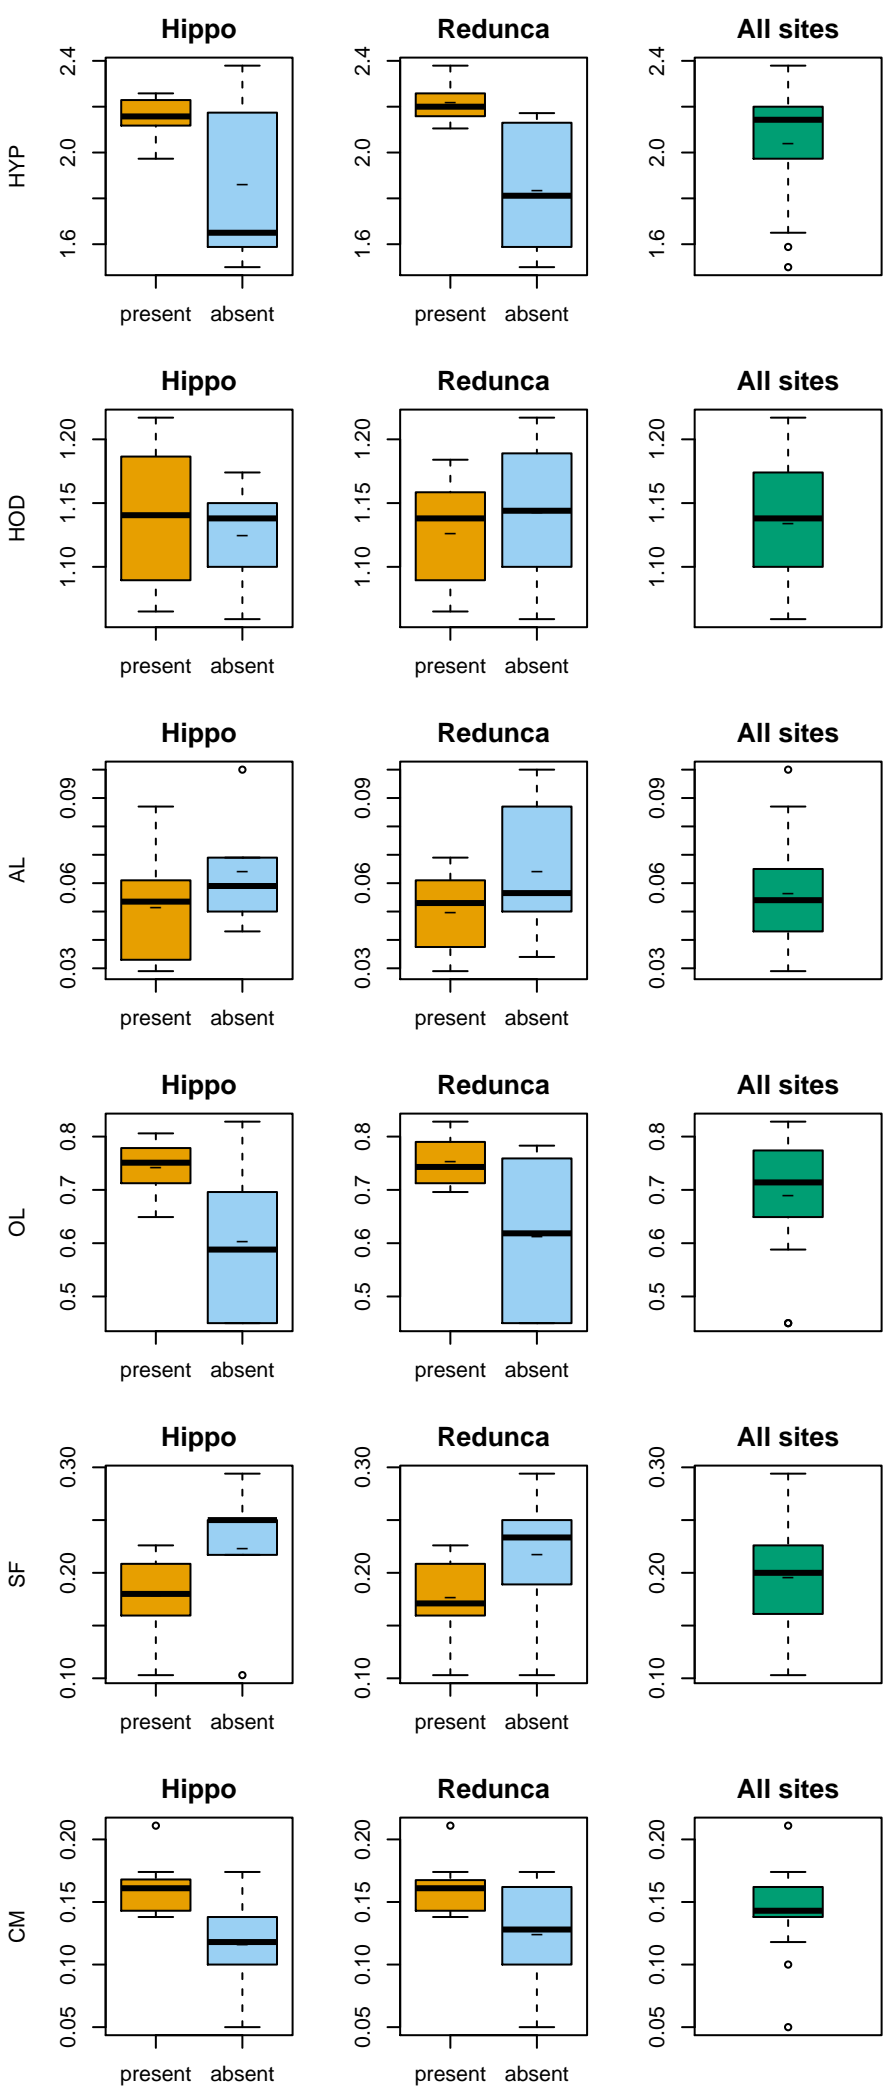 Hippo Redunca All sites
HYP
1.6 2.0 2.4
1.6 2.0 2.4
1.6 2.0 2.4
present absent present absent
Hippo Redunca All sites
HOD
1.10 1.15 1.20
1.10 1.15 1.20
1.10 1.15 1.20
present absent present absent
Hippo Redunca All sites
AL
0.03 0.06 0.09
0.03 0.06 0.09
0.03 0.06 0.09
present absent present absent
Hippo Redunca All sites
OL
0.5 0.6 0.7 0.8
0.5 0.6 0.7 0.8
0.5 0.6 0.7 0.8
present absent present absent
Hippo Redunca All sites
SF
0.10 0.20 0.30
0.10 0.20 0.30
0.10 0.20 0.30
present absent present absent
Hippo Redunca All sites
CM
0.05 0.10 0.15 0.20
0.05 0.10 0.15 0.20
0.05 0.10 0.15 0.20
present absent present absent